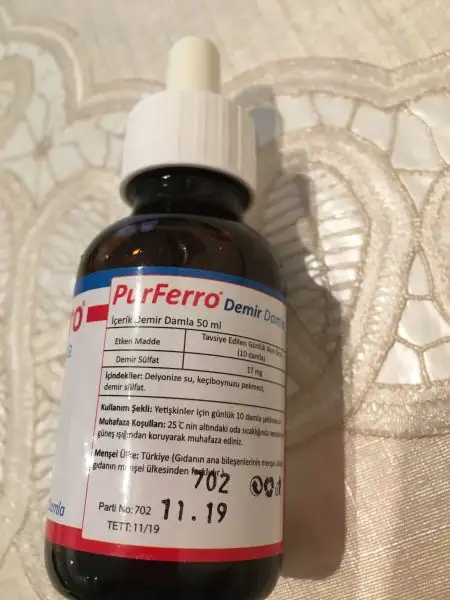 PurFerro® Demir Damla
İçerik Demir Damla 50 ml
Etken Madde
Tavsiye Edilen Günlük Alım Dozu
(10 damla)
Demir Sülfat
17 mg
İçindekiler: Deiyonize su, keçiboynuzu pekmezi,
demir sülfat.
Kullanım Şekli: Yetişkinler için günlük 10 damla
Muhafaza Koşulları: 25°C nin altındaki oda sıcaklığında
güneş ışığından koruyarak muhafaza ediniz.
Menşei Ülke: Türkiye (Gıdanın ana bileşenlerinin menşe
gıdanın menşei ülkesinden farklıdır.)
702
Parti No: 702
11.19
TETT: 11/19